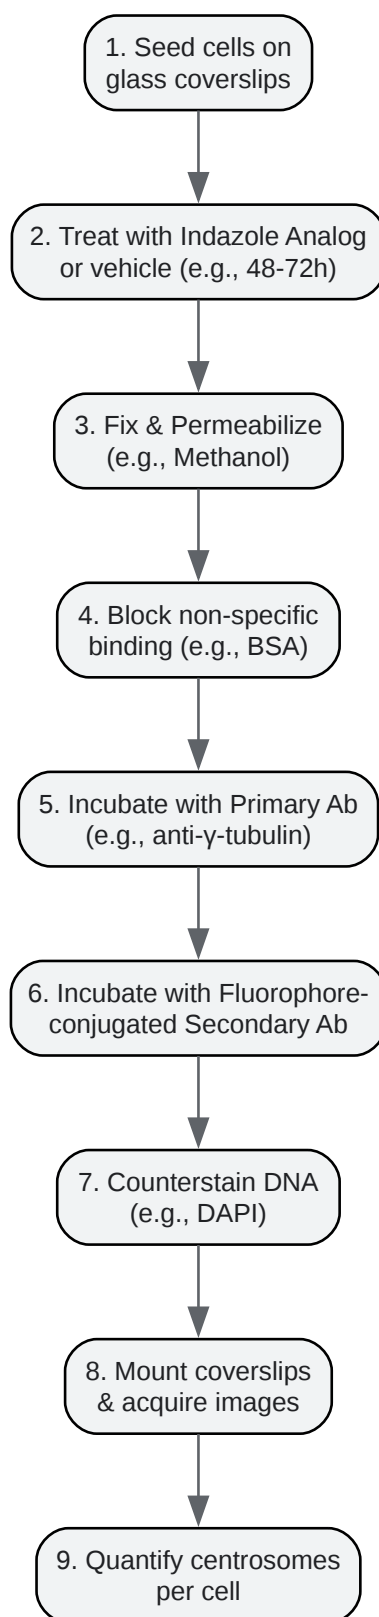 1. Seed cells on
glass coverslips
2. Treat with Indazole Analog
or vehicle (e.g., 48-72h)
3. Fix & Permeabilize
(e.g., Methanol)
4. Block non-specific
binding (e.g., BSA)
5. Incubate with Primary Ab
(e.g., anti-γ-tubulin)
6. Incubate with Fluorophore-
conjugated Secondary Ab
7. Counterstain DNA
(e.g., DAPI)
8. Mount coverslips
& acquire images
9. Quantify centrosomes
per cell